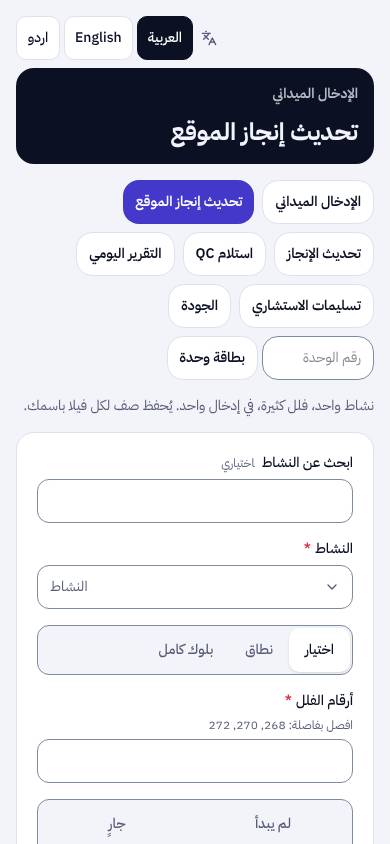 العربية English اردو
الإدخال الميداني
تحديث إنجاز الموقع
الإدخال الميداني تحديث إنجاز الموقع
تحديث الإنجاز استلام QC التقرير اليومي
تسليمات الاستشاري الجودة
رقم الوحدة بطاقة وحدة
نشاط واحد، فلل كثيرة، في إدخال واحد. يُحفظ صف لكل فيلا باسمك.
ابحث عن النشاط اختياري
النشاط *
النشاط
اختيار نطاق بلوك كامل
أرقام الفلل *
افصل بفاصلة: 268, 270, 272
لم يبدأ جارٍ